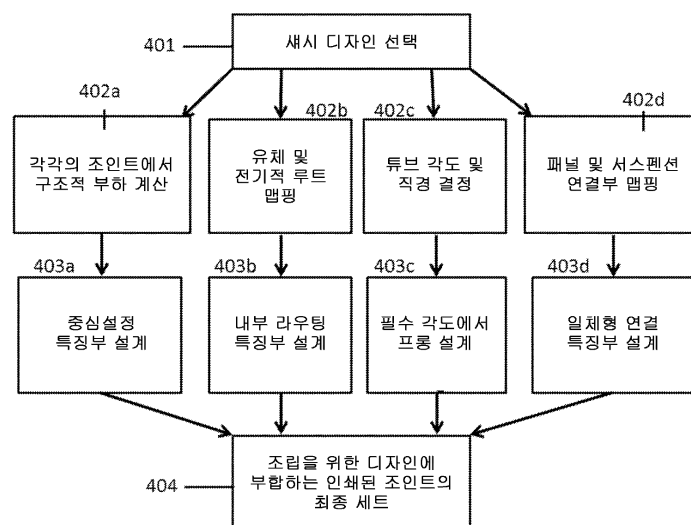 401
섀시 디자인 선택
402a
402b
402c
402d
각각의 조인트에서
구조적 부하 계산
유체 및
전기적 루트
맵핑
튜브 각도 및
직경 결정
패널 및 서스펜션
연결부 맵핑
403a
403b
403c
403d
중심설정
특징부 설계
내부 라우팅
특징부 설계
필수 각도에서
프롱 설계
일체형 연결
특징부 설계
404
조립을 위한 디자인에
부합하는 인쇄된 조인트의
최종 세트